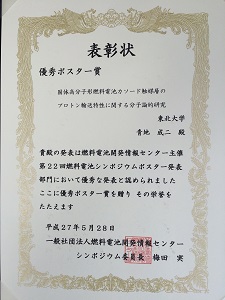 表彰状
優秀ポスター賞
固体高分子形燃料電池カソード触媒層の
プロトン輸送特性に関する分子論的研究
東北大学
青地 成二 殿
貴殿の発表は燃料電池開発情報センター主催
第22回燃料電池シンポジウムポスター発表
部門において優秀な発表と認められました
ここに優秀ポスター賞を贈り その栄誉を
たたえます
平成27年5月28日
一般社団法人燃料電池開発情報センター
シンポジウム委員長 梅田 実